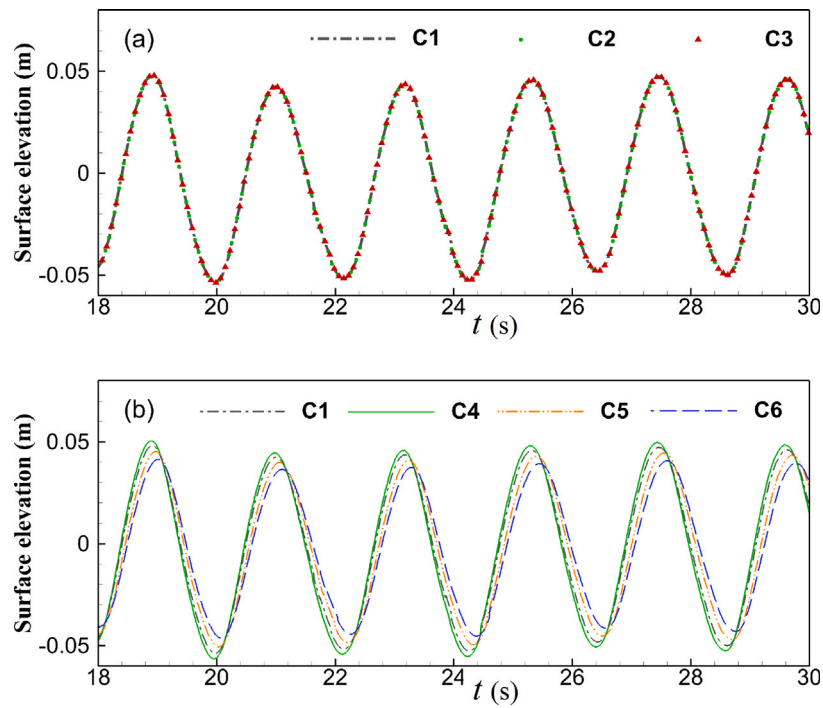 (a) C1 C2 C3
Surface elevation (m)
0.05
0
-0.05
18 20 22 24 26 28 30
t (s)
(b) C1 C4 C5 C6
Surface elevation (m)
0.05
0
-0.05
18 20 22 24 26 28 30
t (s)